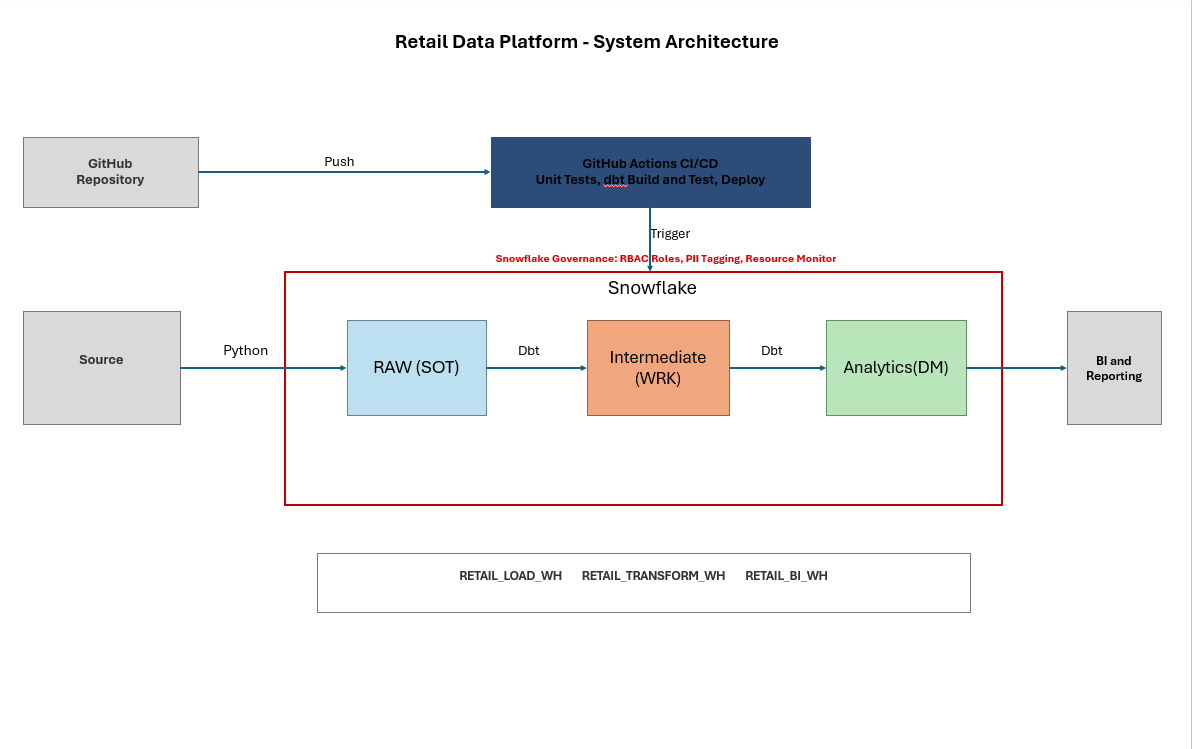 Retail Data Platform - System Architecture
GitHub
Repository
Push
GitHub Actions CI/CD
Unit Tests, dbt Build and Test, Deploy
Trigger
Snowflake Governance: RBAC Roles, PII Tagging, Resource Monitor
Snowflake
Source
Python
RAW (SOT)
Dbt
Intermediate
(WRK)
Dbt
Analytics(DM)
BI and
Reporting
RETAIL_LOAD_WH RETAIL_TRANSFORM_WH RETAIL_BI_WH